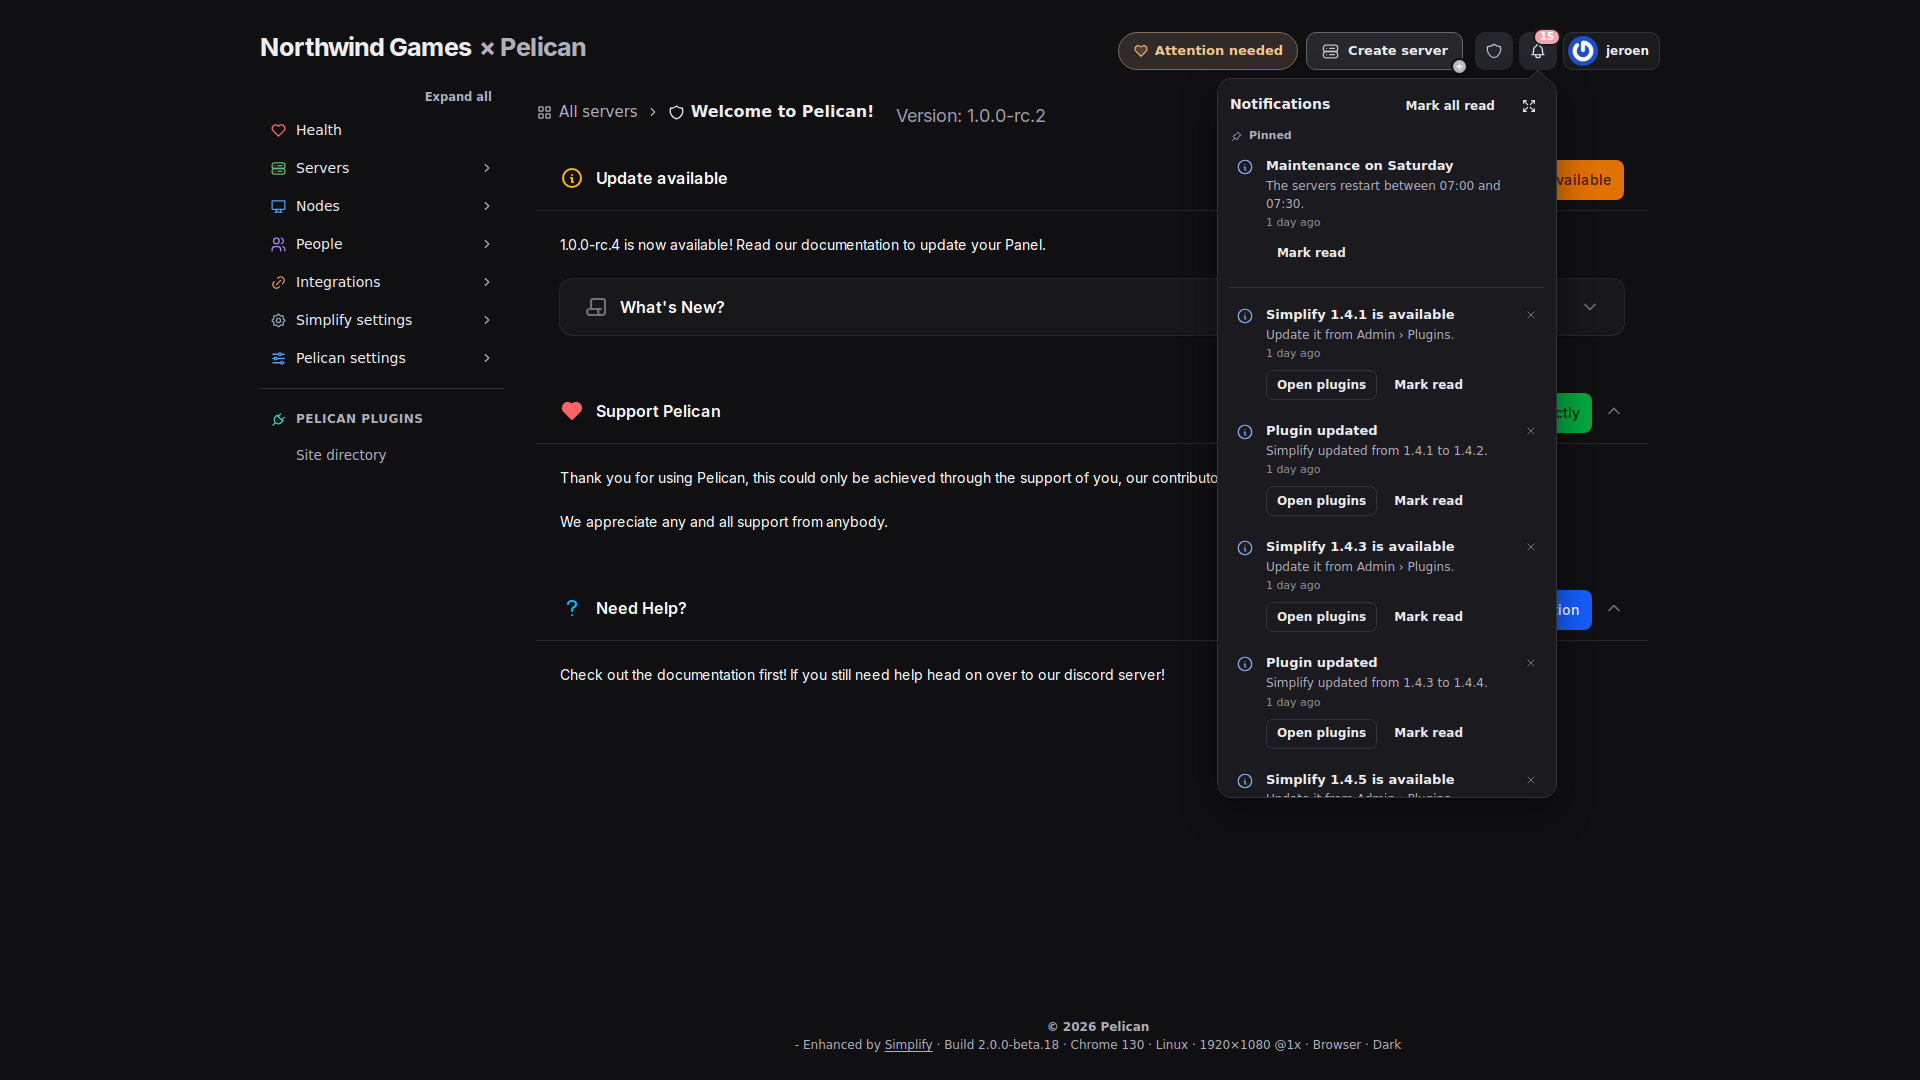 Northwind Games × Pelican
Attention needed
Create server
15
jeroen
Expand all
Health
Servers
Nodes
People
Integrations
Simplify settings
Pelican settings
PELICAN PLUGINS
Site directory
All servers
Welcome to Pelican!
Version: 1.0.0-rc.2
Update available
1.0.0-rc.4 is now available! Read our documentation to update your Panel.
What's New?
Support Pelican
Thank you for using Pelican, this could only be achieved through the support of you, our
We appreciate any and all support from anybody.
Need Help?
Check out the documentation first! If you still need help head on over to our discord server!
Notifications
Mark all read
Pinned
Maintenance on Saturday
The servers restart between 07:00 and
07:30.
1 day ago
Mark read
Simplify 1.4.1 is available
Update it from Admin › Plugins.
1 day ago
Open plugins
Mark read
Plugin updated
Simplify updated from 1.4.1 to 1.4.2.
1 day ago
Open plugins
Mark read
Simplify 1.4.3 is available
Update it from Admin › Plugins.
1 day ago
Open plugins
Mark read
Plugin updated
Simplify updated from 1.4.3 to 1.4.4.
1 day ago
Open plugins
Mark read
Simplify 1.4.5 is available
© 2026 Pelican
- Enhanced by Simplify · Build 2.0.0-beta.18 · Chrome 130 · Linux · 1920×1080 @1x · Browser · Dark